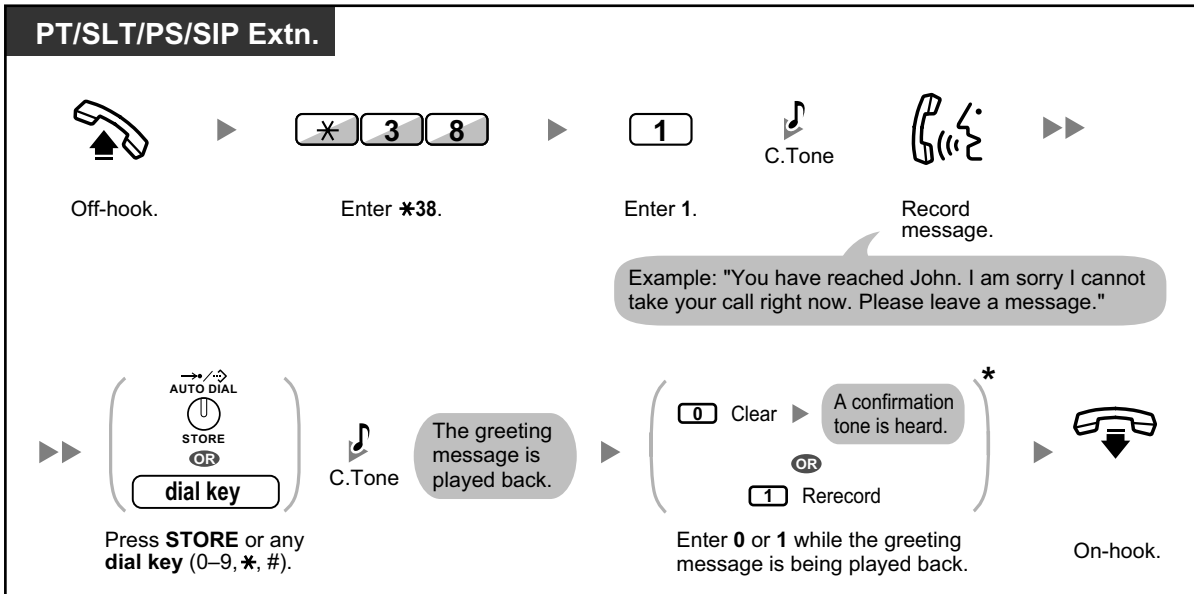 PT/SLT/PS/SIP Extn.
✱ 3 8
1
C.Tone
Off-hook.
Enter ✱38.
Enter 1.
Record
message.
Example: "You have reached John. I am sorry I cannot
take your call right now. Please leave a message."
AUTO DIAL
STORE
OR
dial key
C.Tone
The greeting
message is
played back.
*
0 Clear
A confirmation
tone is heard.
OR
1 Rerecord
Press STORE or any
dial key (0–9, ✱, #).
Enter 0 or 1 while the greeting
message is being played back.
On-hook.